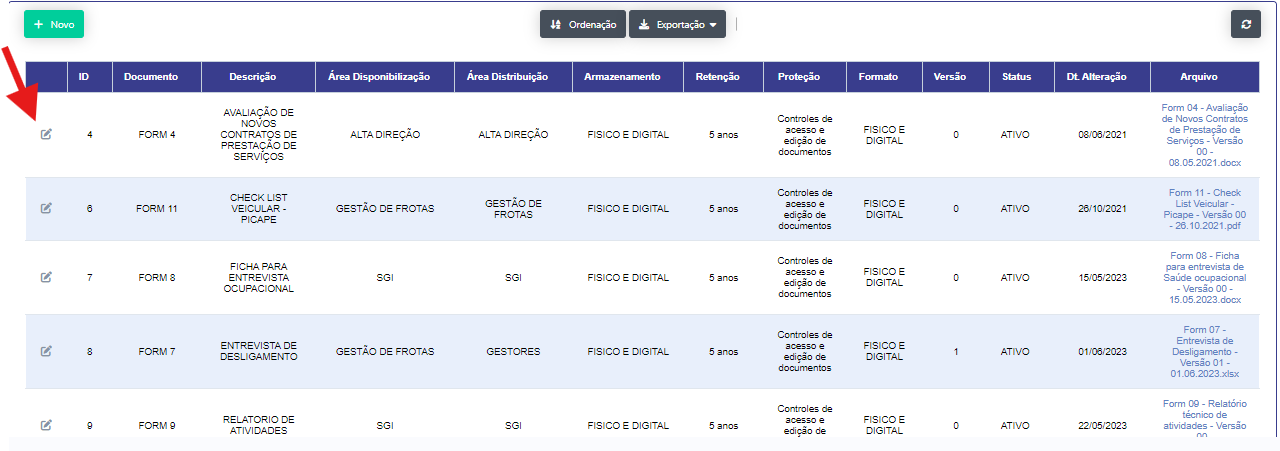 Novo
Ordenação
Exportação
ID Documento Descrição Área Disponibilização Área Distribuição Armazenamento Retenção Proteção Formato Versão Status Dt. Alteração Arquivo
4
FORM 4
AVALIAÇÃO DE
NOVOS
CONTRATOS DE
PRESTAÇÃO DE
SERVIÇOS
ALTA DIREÇÃO
ALTA DIREÇÃO
FISICO E DIGITAL
5 anos
Controles de
acesso e
edição de
documentos
FISICO E
DIGITAL
0
ATIVO
08/06/2021
Form 04 - Avaliação
de Novos Contratos
de Prestação de
Serviços - Versão
00 -
08.05.2021.docx
6
FORM 11
CHECK LIST
VEICULAR -
PICAPE
GESTÃO DE FROTAS
GESTÃO DE
FROTAS
FISICO E DIGITAL
5 anos
Controles de
acesso e
edição de
documentos
FISICO E
DIGITAL
0
ATIVO
26/10/2021
Form 11 - Check
List Veicular -
Picape - Versão 00
- 26.10.2021.pdf
7
FORM 8
FICHA PARA
ENTREVISTA
OCUPACIONAL
SGI
SGI
FISICO E DIGITAL
5 anos
Controles de
acesso e
edição de
documentos
FISICO E
DIGITAL
0
ATIVO
15/05/2023
Form 08 - Ficha
para entrevista de
Saúde ocupacional
- Versão 00 -
15.05.2023.docx
8
FORM 7
ENTREVISTA DE
DESLIGAMENTO
GESTÃO DE FROTAS
GESTORES
FISICO E DIGITAL
5 anos
Controles de
acesso e
edição de
documentos
FISICO E
DIGITAL
1
ATIVO
01/06/2023
Form 07 -
Entrevista de
Desligamento -
Versão 01 -
01.06.2023.xlsx
9
FORM 9
RELATORIO DE
ATIVIDADES
SGI
SGI
FISICO E DIGITAL
5 anos
Controles de
acesso e
edição de
FISICO E
DIGITAL
0
ATIVO
22/05/2023
Form 09 - Relatório
técnico de
atividades - Versão
00